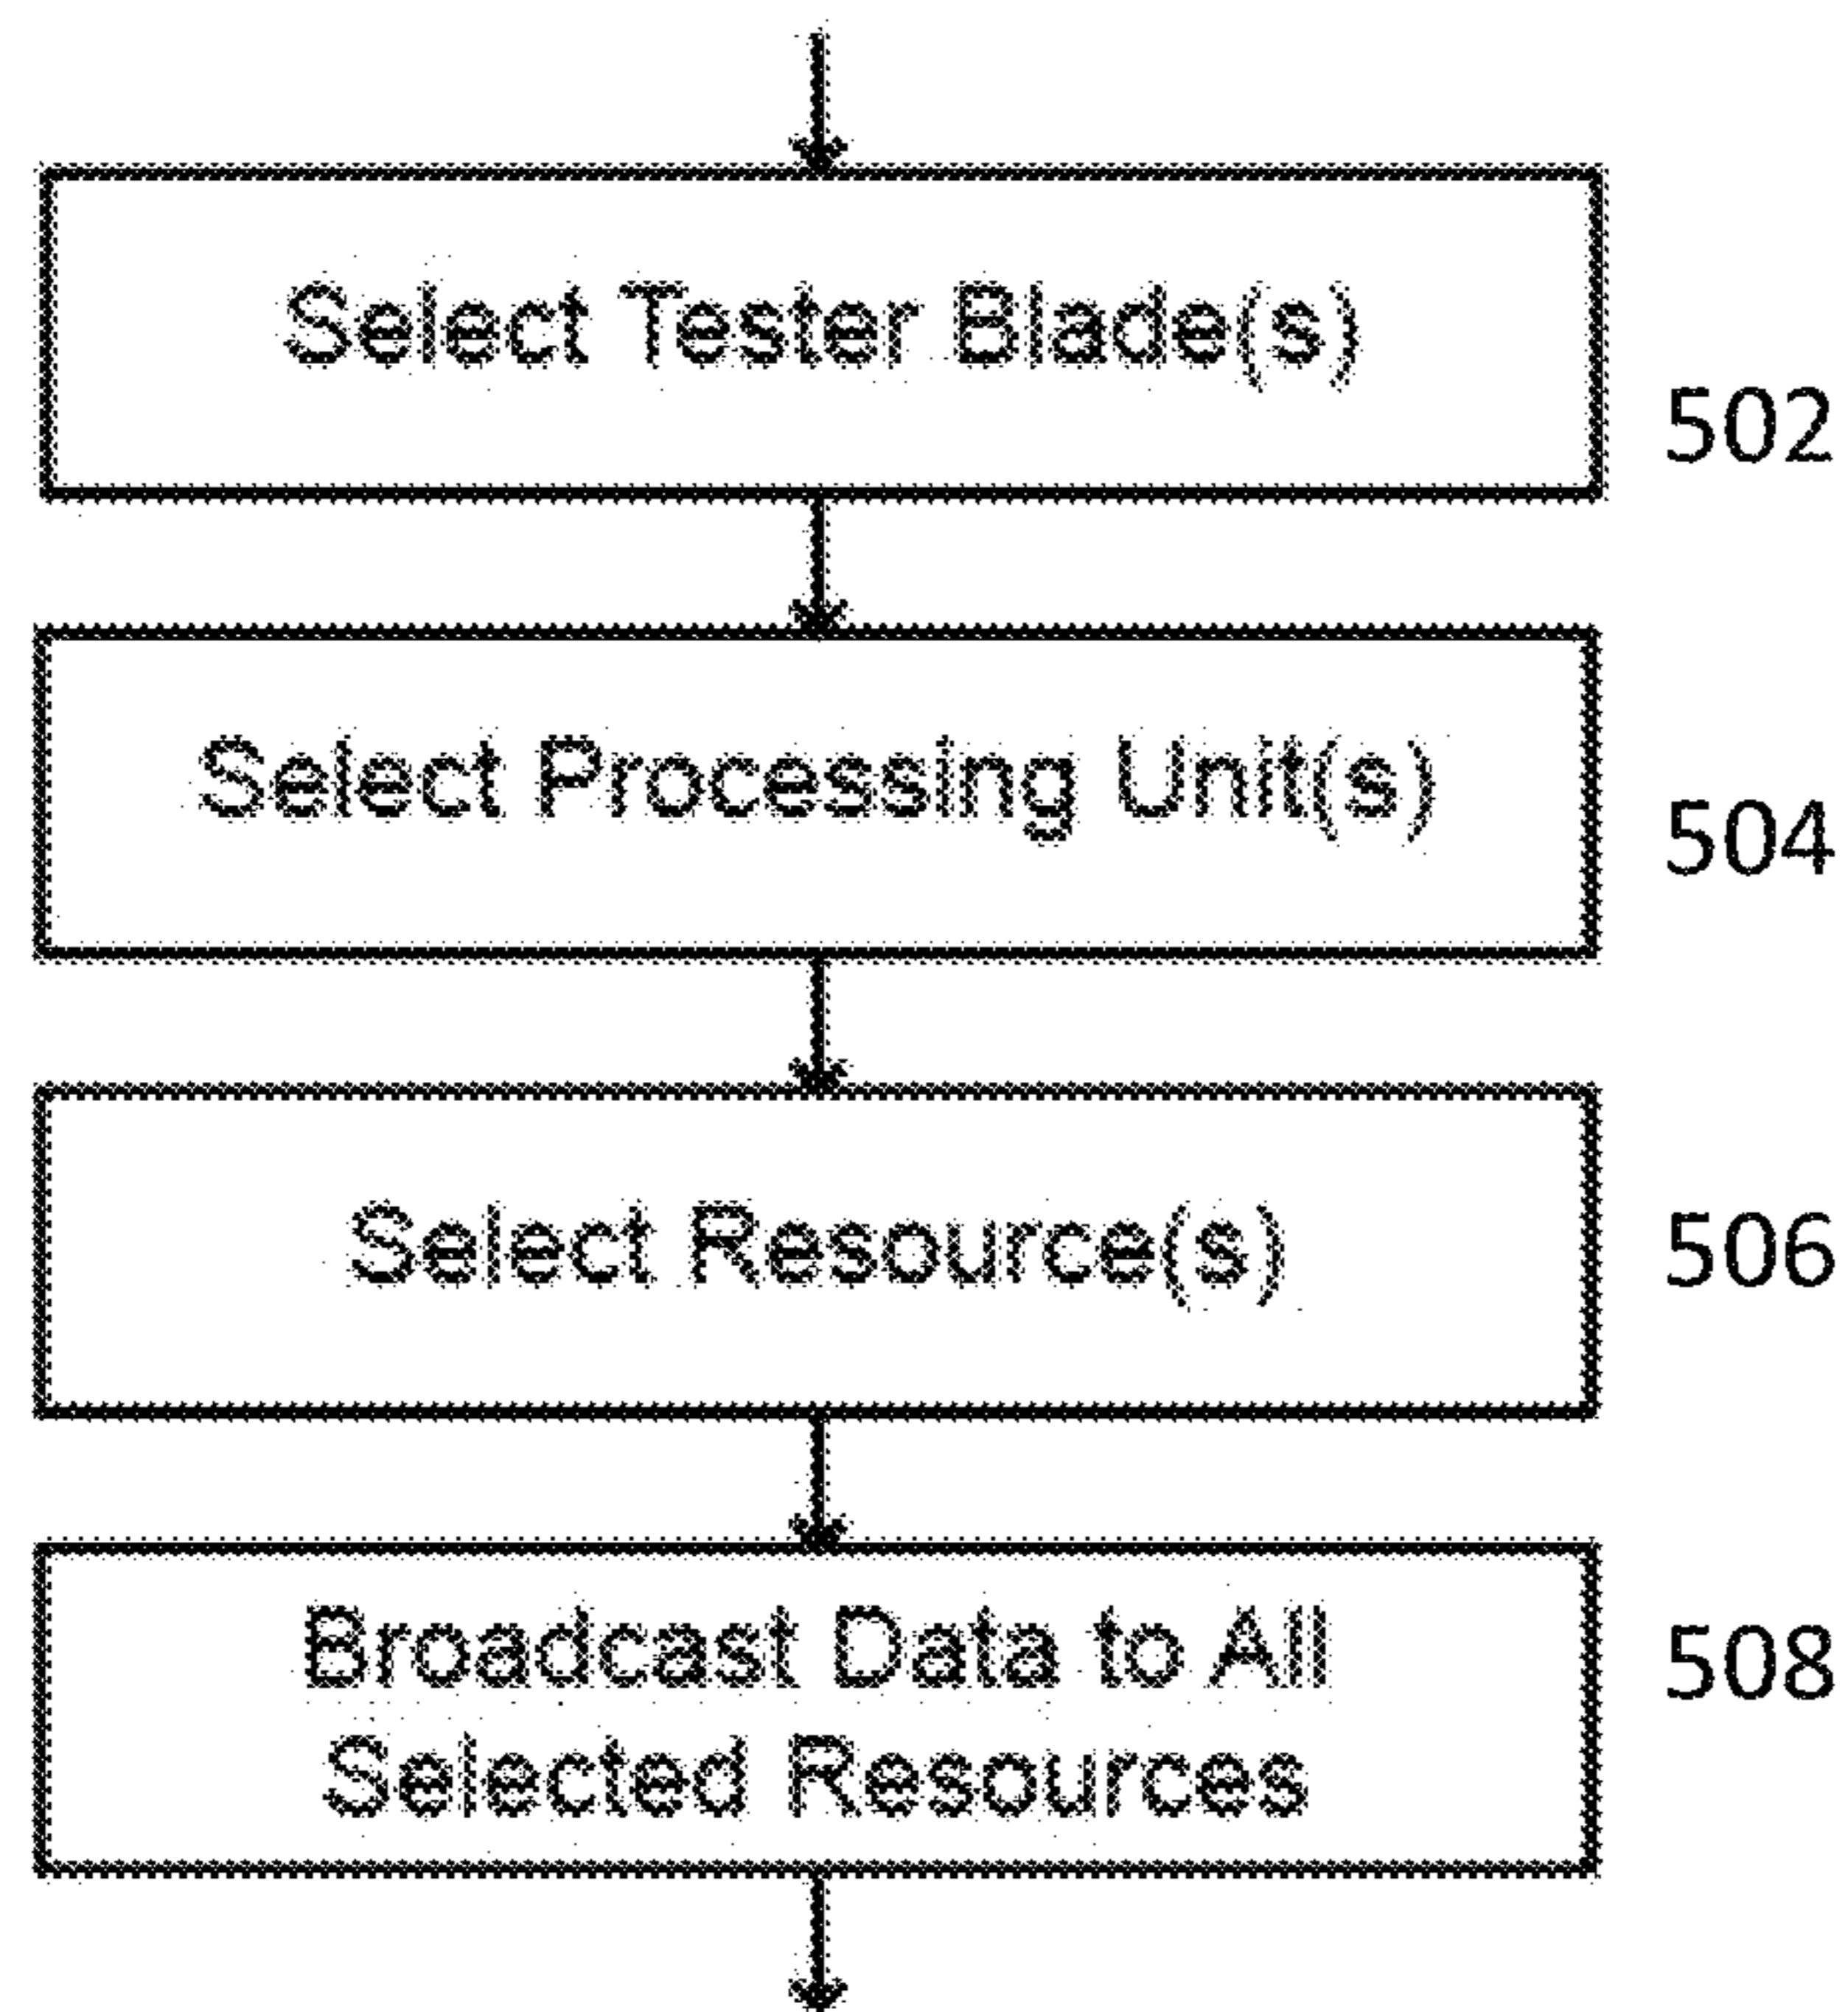 Select Tester Blade(s)
502
Select Processing Unit(s)
504
Select Resource(s)
506
Broadcast Data to All
Selected Resources
508